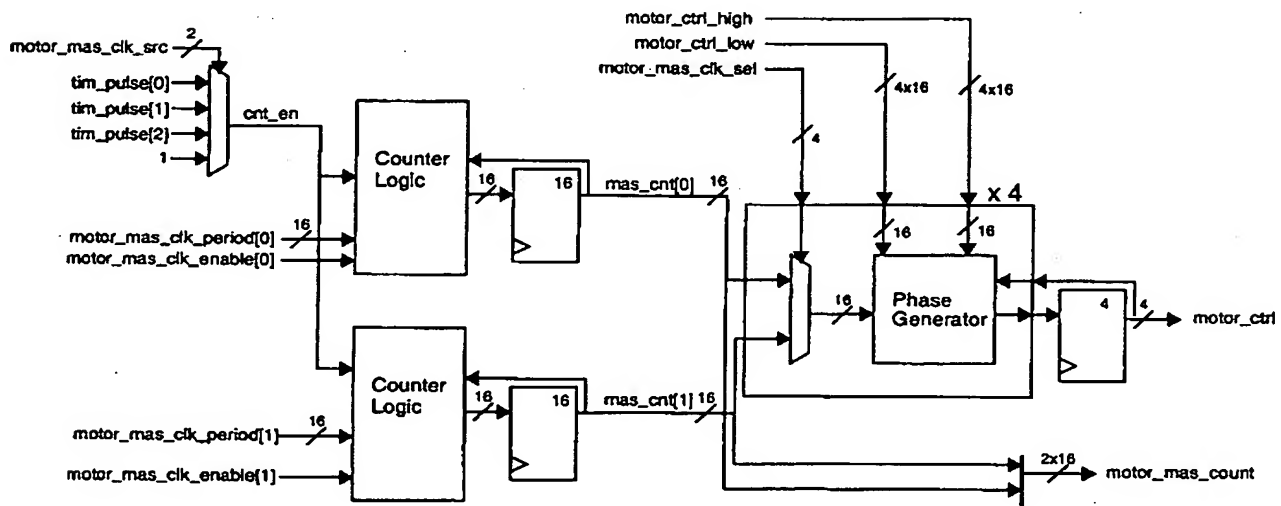 motor_ctrl_high
motor_ctrl_low
motor_mas_clk_sel
motor_mas_clk_src
2
tim_pulse[0]
tim_pulse[1]
tim_pulse[2]
1
cnt_en
4x16
4x16
4
Counter
Logic
16
16
mas_cnt[0]
16
x 4
16
16
motor_mas_clk_period[0]
16
motor_mas_clk_enable[0]
16
Phase
Generator
4
4
motor_ctrl
Counter
Logic
16
16
mas_cnt[1]
16
motor_mas_clk_period[1]
16
motor_mas_clk_enable[1]
2x16
motor_mas_count